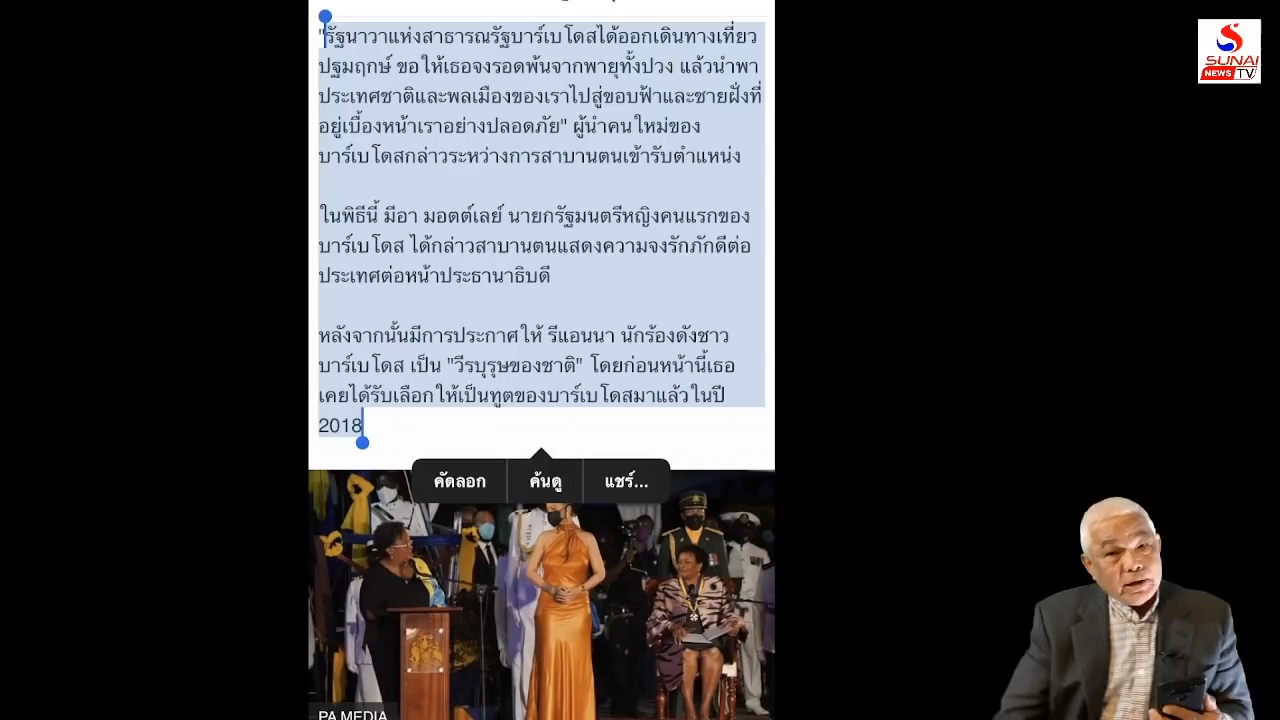 "รัฐนาวาแห่งสาธารณรัฐบาร์เบโดสได้ออกเดินทางเที่ยว
ปฐมฤกษ์ ขอให้เธอจงรอดพ้นจากพายุทั้งปวง แล้วนำพา
ประเทศชาติและพลเมืองของเราไปสู่ขอบฟ้าและชายฝั่งที่
อยู่เบื้องหน้าเราอย่างปลอดภัย" ผู้นำคนใหม่ของ
บาร์เบโดสกล่าวระหว่างการสาบานตนเข้ารับตำแหน่ง
ในพิธีนี้ มีอา มอตต์เลย์ นายกรัฐมนตรีหญิงคนแรกของ
บาร์เบโดส ได้กล่าวสาบานตนแสดงความจงรักภักดีต่อ
ประเทศต่อหน้าประธานาธิบดี
หลังจากนั้นมีการประกาศให้ รีแอนนา นักร้องดังชาว
บาร์เบโดส เป็น "วีรบุรุษของชาติ" โดยก่อนหน้านี้เธอ
เคยได้รับเลือกให้เป็นทูตของบาร์เบโดสมาแล้วในปี
2018
คัดลอก ค้นดู แชร์...
PA MEDIA
SUNAI
NEWS TV